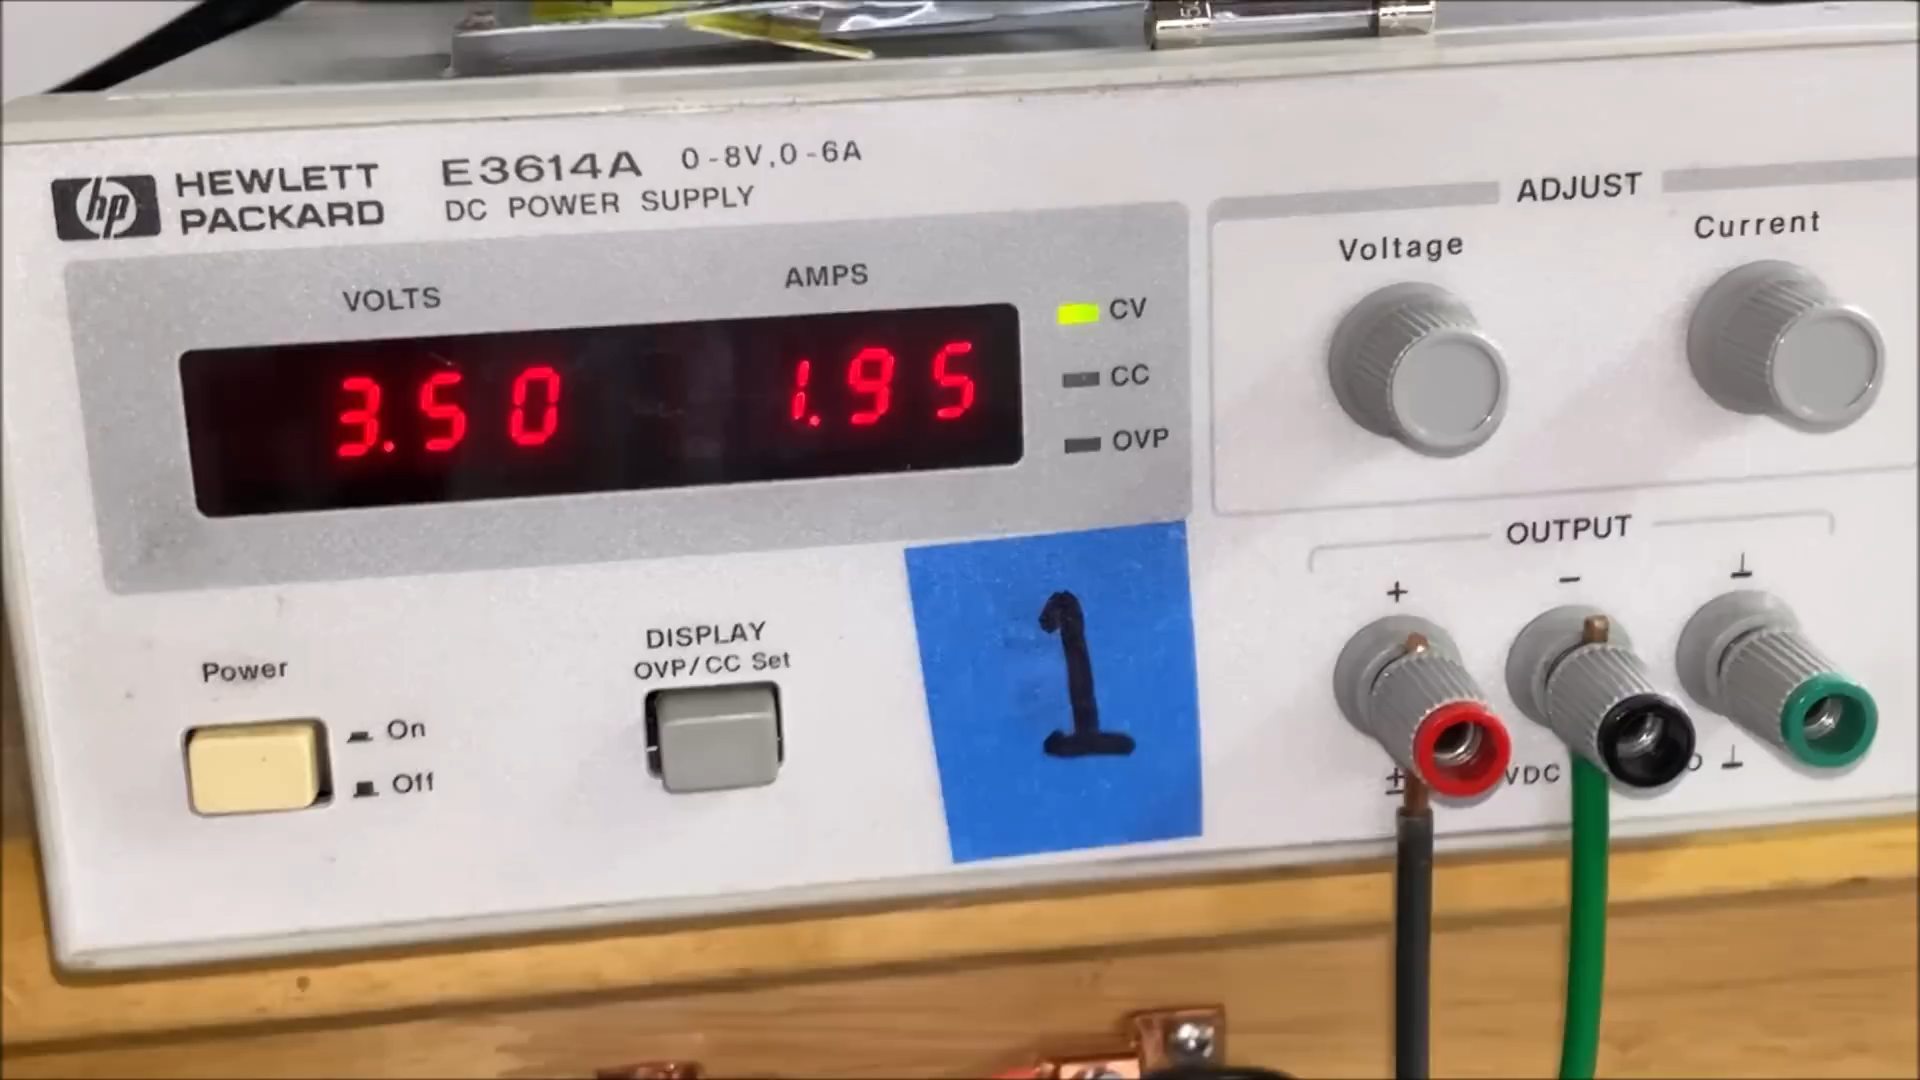 hp HEWLETT PACKARD
E3614A 0-8V,0-6A
DC POWER SUPPLY
VOLTS AMPS
3.50 1.95
CV
CC
OVP
ADJUST
Voltage Current
OUTPUT
+ − ⊥
Power
On
Off
DISPLAY
OVP/CC Set
1
± VDC ⊥